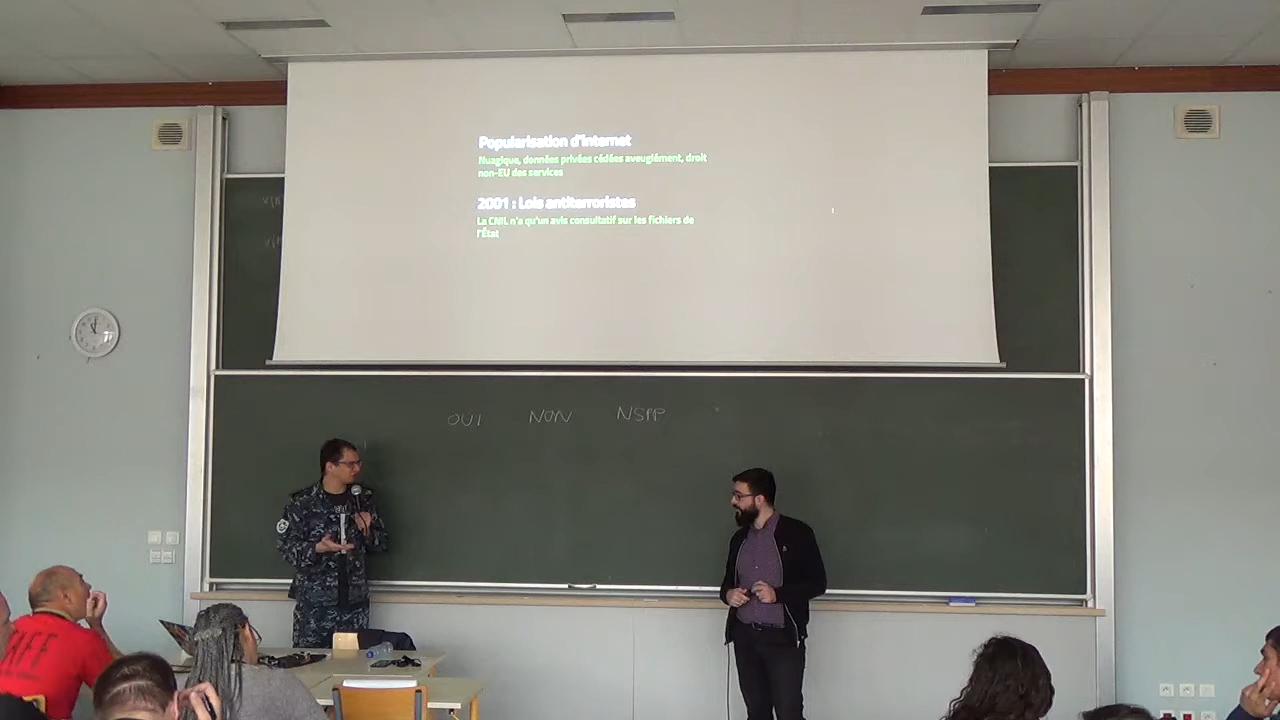 Popularisation d'internet
Nuagique, données privées cédées aveuglément, droit
non-EU des services
2001 : Lois antiterroristes
La CNIL n'a qu'un avis consultatif sur les fichiers de
l'État
OUI NON NSPP